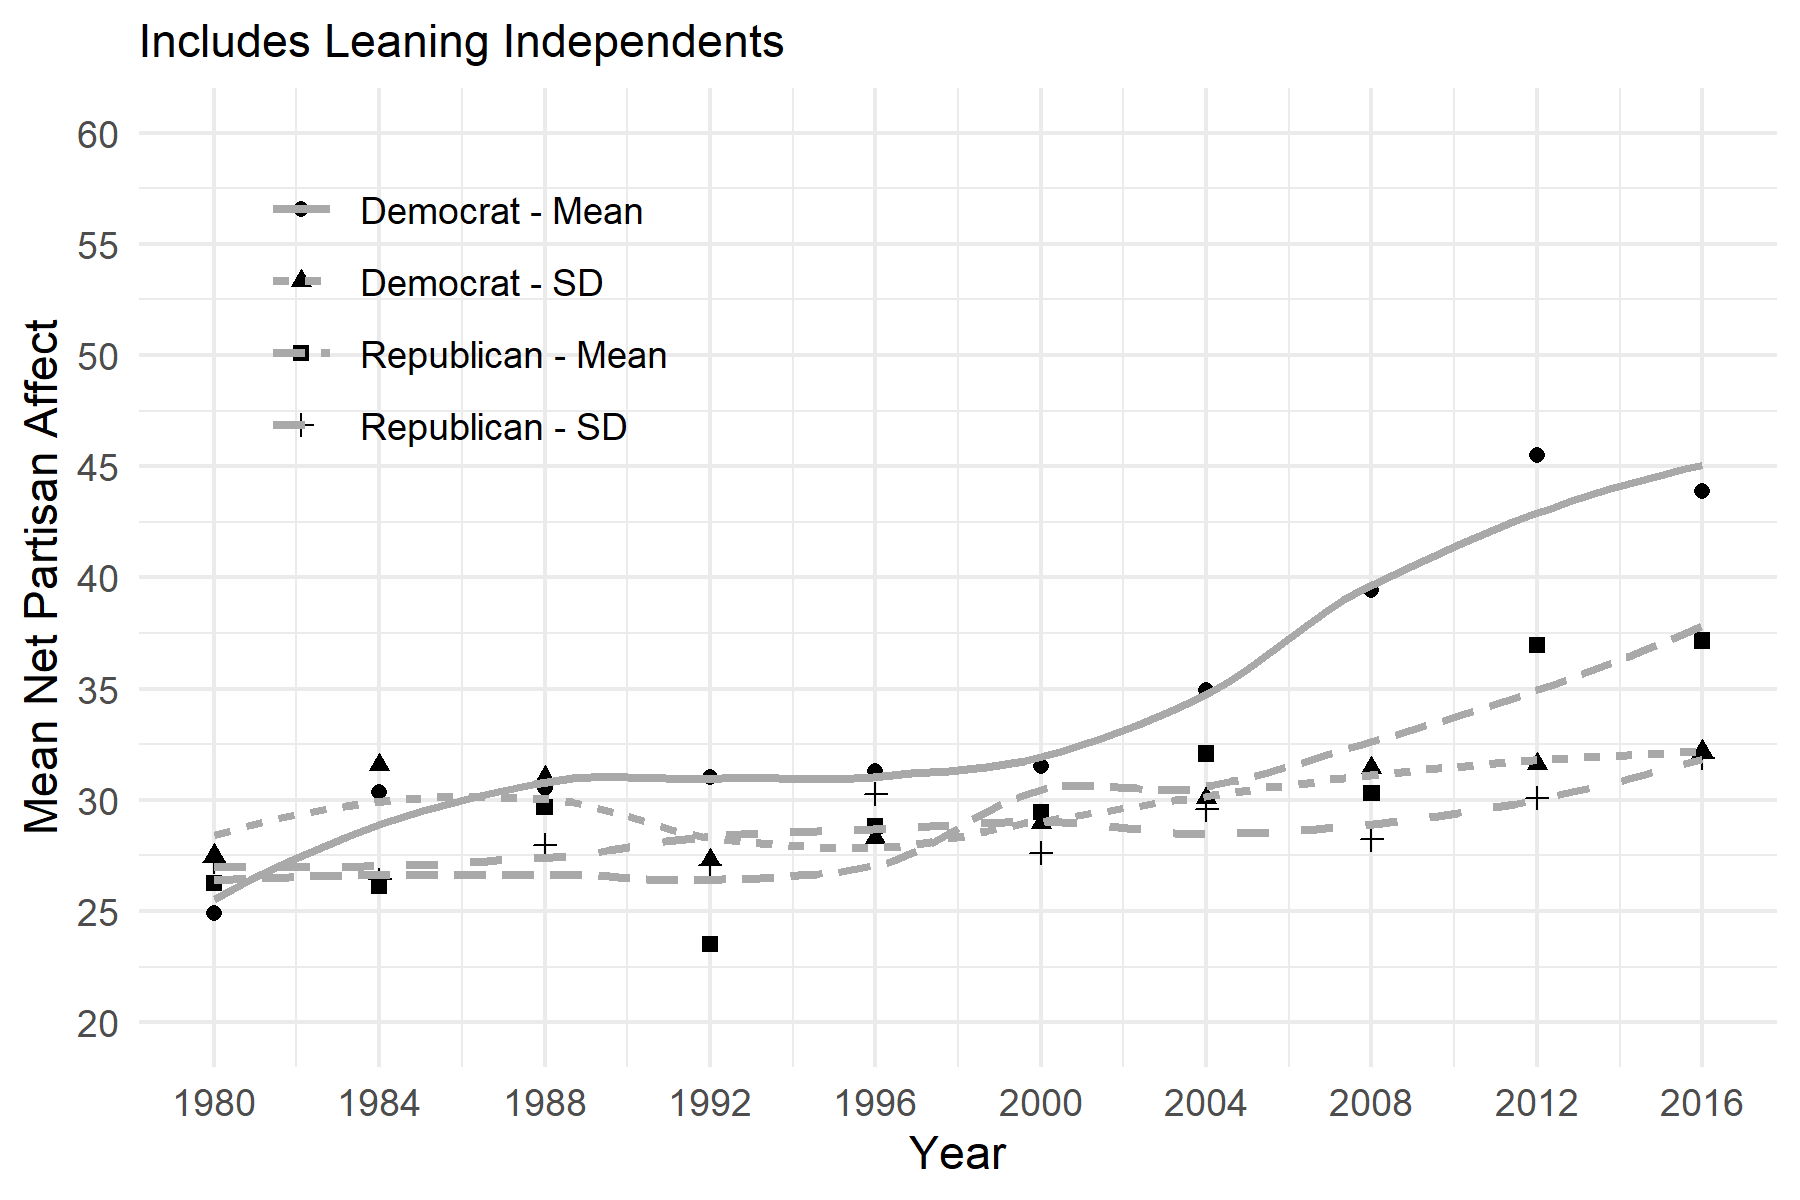 Includes Leaning Independents
60
55
50
45
40
35
30
25
20
Mean Net Partisan Affect
Democrat - Mean
Democrat - SD
Republican - Mean
Republican - SD
1980 1984 1988 1992 1996 2000 2004 2008 2012 2016
Year